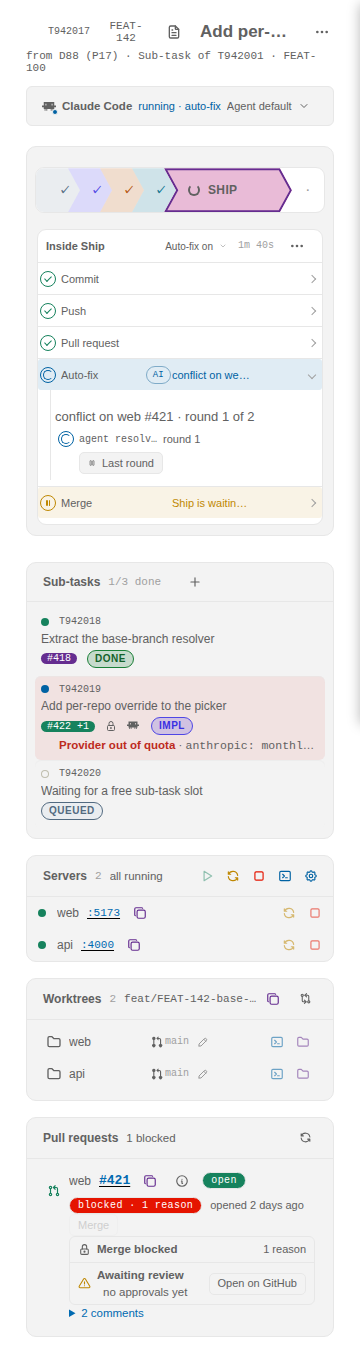 T942017 FEAT-142 Add per-…
from D88 (P17) · Sub-task of T942001 · FEAT-100
Claude Code running · auto-fix Agent default
SHIP
Inside Ship Auto-fix on 1m 40s
Commit
Push
Pull request
Auto-fix AI conflict on we…
conflict on web #421 · round 1 of 2
agent resolv… round 1
Last round
Merge Ship is waitin…
Sub-tasks 1/3 done
T942018
Extract the base-branch resolver
#418 DONE
T942019
Add per-repo override to the picker
#422 +1 IMPL
Provider out of quota · anthropic: monthl…
T942020
Waiting for a free sub-task slot
QUEUED
Servers 2 all running
web :5173
api :4000
Worktrees 2 feat/FEAT-142-base-…
web main
api main
Pull requests 1 blocked
web #421 open
blocked · 1 reason opened 2 days ago
Merge
Merge blocked 1 reason
Awaiting review
no approvals yet
Open on GitHub
2 comments